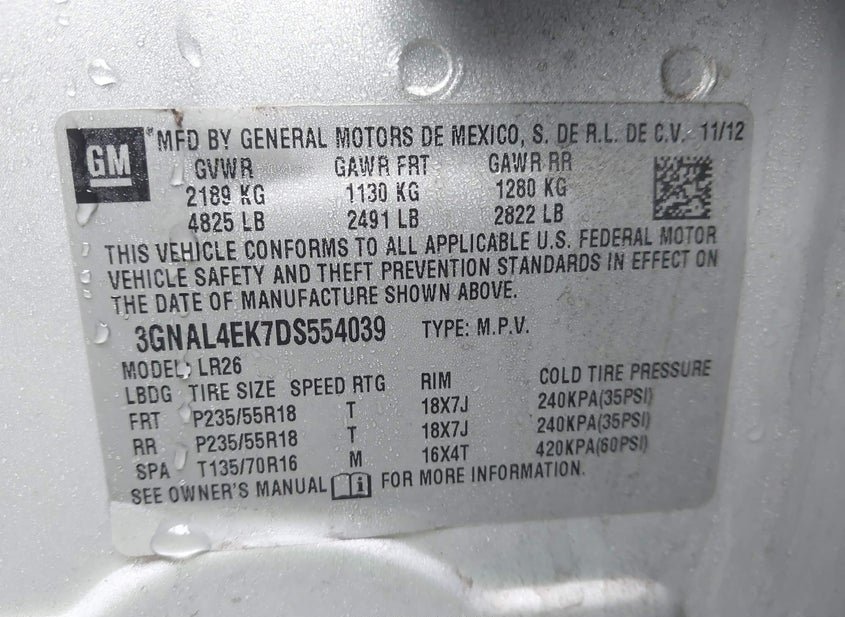 GM
MFD BY GENERAL MOTORS DE MEXICO, S. DE R.L. DE C.V. 11/12
GVWR GAWR FRT GAWR RR
2189 KG 1130 KG 1280 KG
4825 LB 2491 LB 2822 LB
THIS VEHICLE CONFORMS TO ALL APPLICABLE U.S. FEDERAL MOTOR
VEHICLE SAFETY AND THEFT PREVENTION STANDARDS IN EFFECT ON
THE DATE OF MANUFACTURE SHOWN ABOVE.
3GNAL4EK7DS554039 TYPE: M.P.V.
MODEL: LR26
LBDG TIRE SIZE SPEED RTG RIM COLD TIRE PRESSURE
FRT P235/55R18 T 18X7J 240KPA(35PSI)
RR P235/55R18 T 18X7J 240KPA(35PSI)
SPA T135/70R16 M 16X4T 420KPA(60PSI)
SEE OWNER'S MANUAL i FOR MORE INFORMATION.